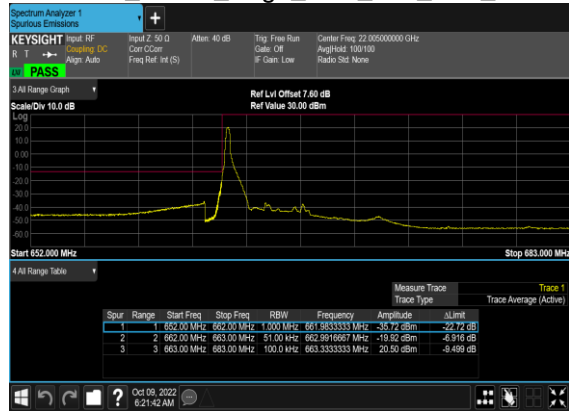 Spectrum Analyzer 1
Spurious Emissions
+
KEYSIGHT Input: RF Input Z: 50 Ω Atten: 40 dB Trig: Free Run Center Freq: 22.005000000 GHz
R T Coupling: DC Corr CCorr Gate: Off Avg|Hold: 100/100
Align: Auto Freq Ref: Int (S) IF Gain: Low Radio Std: None
PASS
3 All Range Graph
Ref Lvl Offset 7.60 dB
Scale/Div 10.0 dB Ref Value 30.00 dBm
Log
20.0
10.0
0.00
-10.0
-20.0
-30.0
-40.0
-50.0
-60.0
Start 652.000 MHz Stop 683.000 MHz
4 All Range Table
Measure Trace Trace 1
Trace Type Trace Average (Active)
Spur Range Start Freq Stop Freq RBW Frequency Amplitude ΔLimit
1 1 652.00 MHz 662.00 MHz 1.000 MHz 661.9833333 MHz -35.72 dBm -22.72 dB
2 2 662.00 MHz 663.00 MHz 51.00 kHz 662.9916667 MHz -19.92 dBm -6.916 dB
3 3 663.00 MHz 683.00 MHz 100.0 kHz 663.3333333 MHz 20.50 dBm -9.499 dB
? Oct 09, 2022
6:21:42 AM